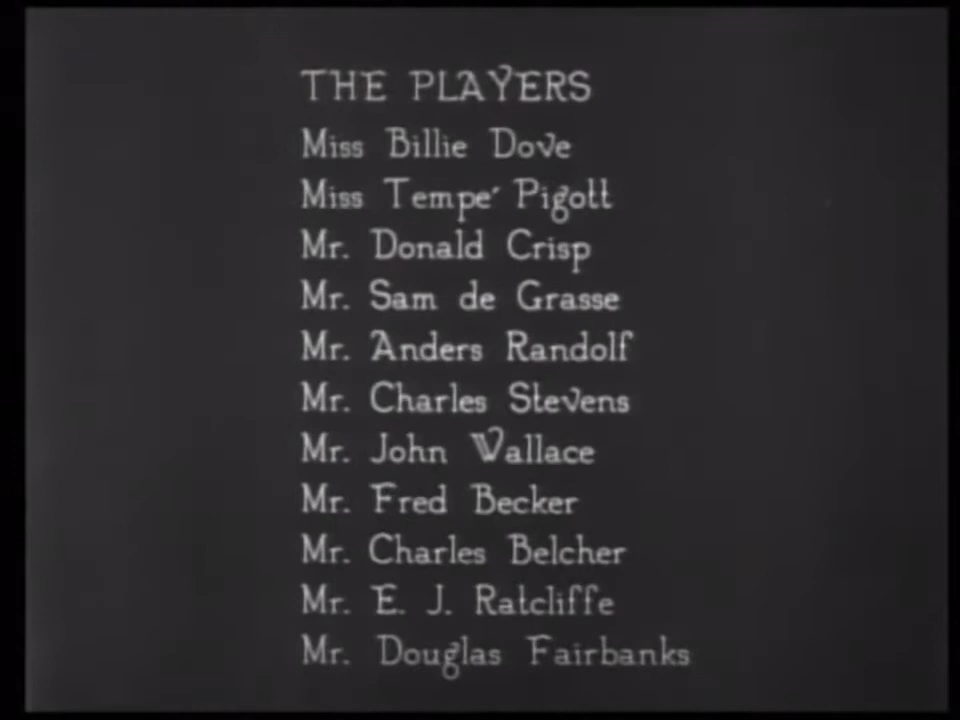 THE PLAYERS
Miss Billie Dove
Miss Tempe´ Pigott
Mr. Donald Crisp
Mr. Sam de Grasse
Mr. Anders Randolf
Mr. Charles Stevens
Mr. John Wallace
Mr. Fred Becker
Mr. Charles Belcher
Mr. E. J. Ratcliffe
Mr. Douglas Fairbanks